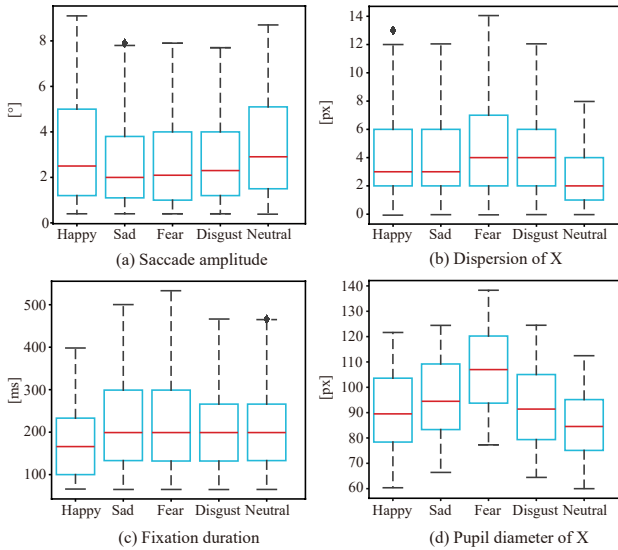 8
6
4
2
0
[°]
Happy Sad Fear Disgust Neutral
(a) Saccade amplitude
14
12
10
8
6
4
2
0
[px]
Happy Sad Fear Disgust Neutral
(b) Dispersion of X
500
400
300
200
100
[ms]
Happy Sad Fear Disgust Neutral
(c) Fixation duration
140
130
120
110
100
90
80
70
60
[px]
Happy Sad Fear Disgust Neutral
(d) Pupil diameter of X